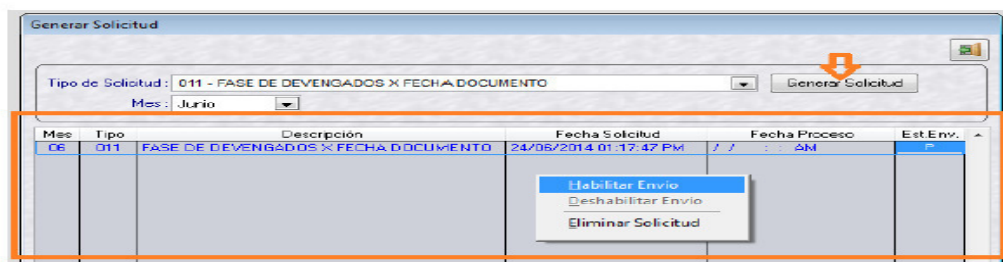 Generar Solicitud
Tipo de Solicitud : 011 - FASE DE DEVENGADOS X FECHA DOCUMENTO Generar Solicitud
Mes : Junio
Mes Tipo Descripción Fecha Solicitud Fecha Proceso Est.Env.
06 011 FASE DE DEVENGADOS X FECHA DOCUMENTO 24/06/2014 01:17:47 PM / / : : AM P
Habilitar Envio
Deshabilitar Envio
Eliminar Solicitud